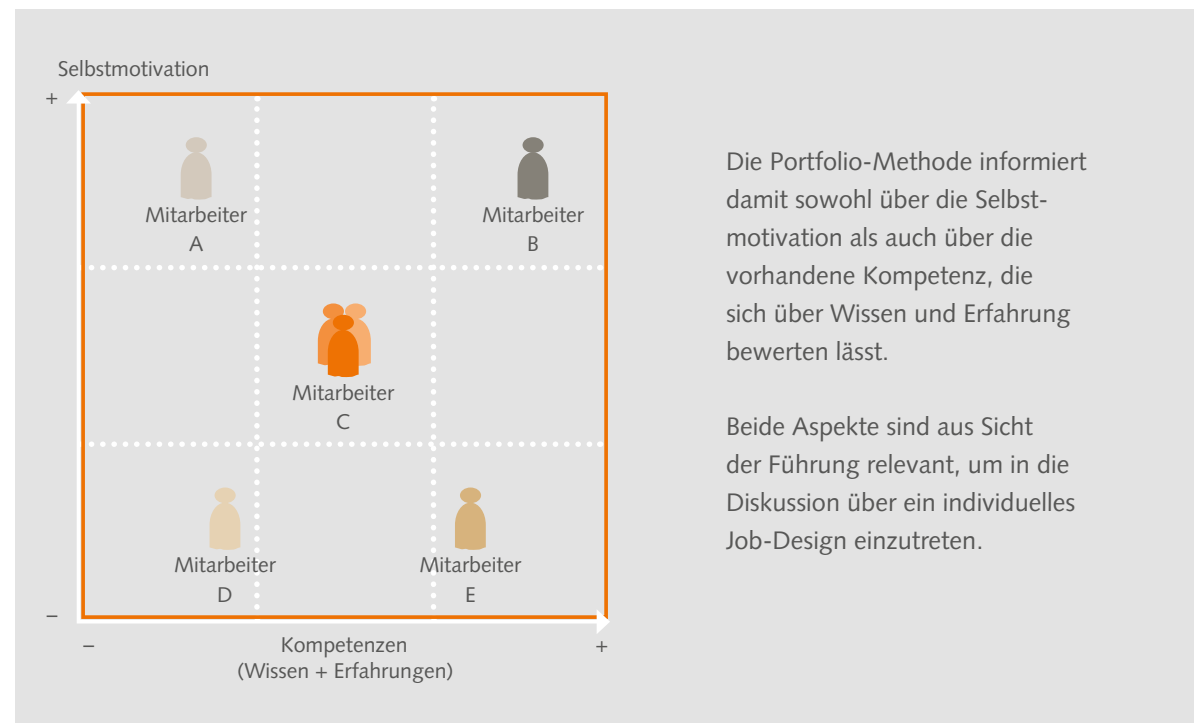 Selbstmotivation
+
Mitarbeiter
A
Mitarbeiter
B
Mitarbeiter
C
Mitarbeiter
D
Mitarbeiter
E
–
–
Kompetenzen
(Wissen + Erfahrungen)
+
Die Portfolio-Methode informiert
damit sowohl über die Selbst-
motivation als auch über die
vorhandene Kompetenz, die
sich über Wissen und Erfahrung
bewerten lässt.
Beide Aspekte sind aus Sicht
der Führung relevant, um in die
Diskussion über ein individuelles
Job-Design einzutreten.